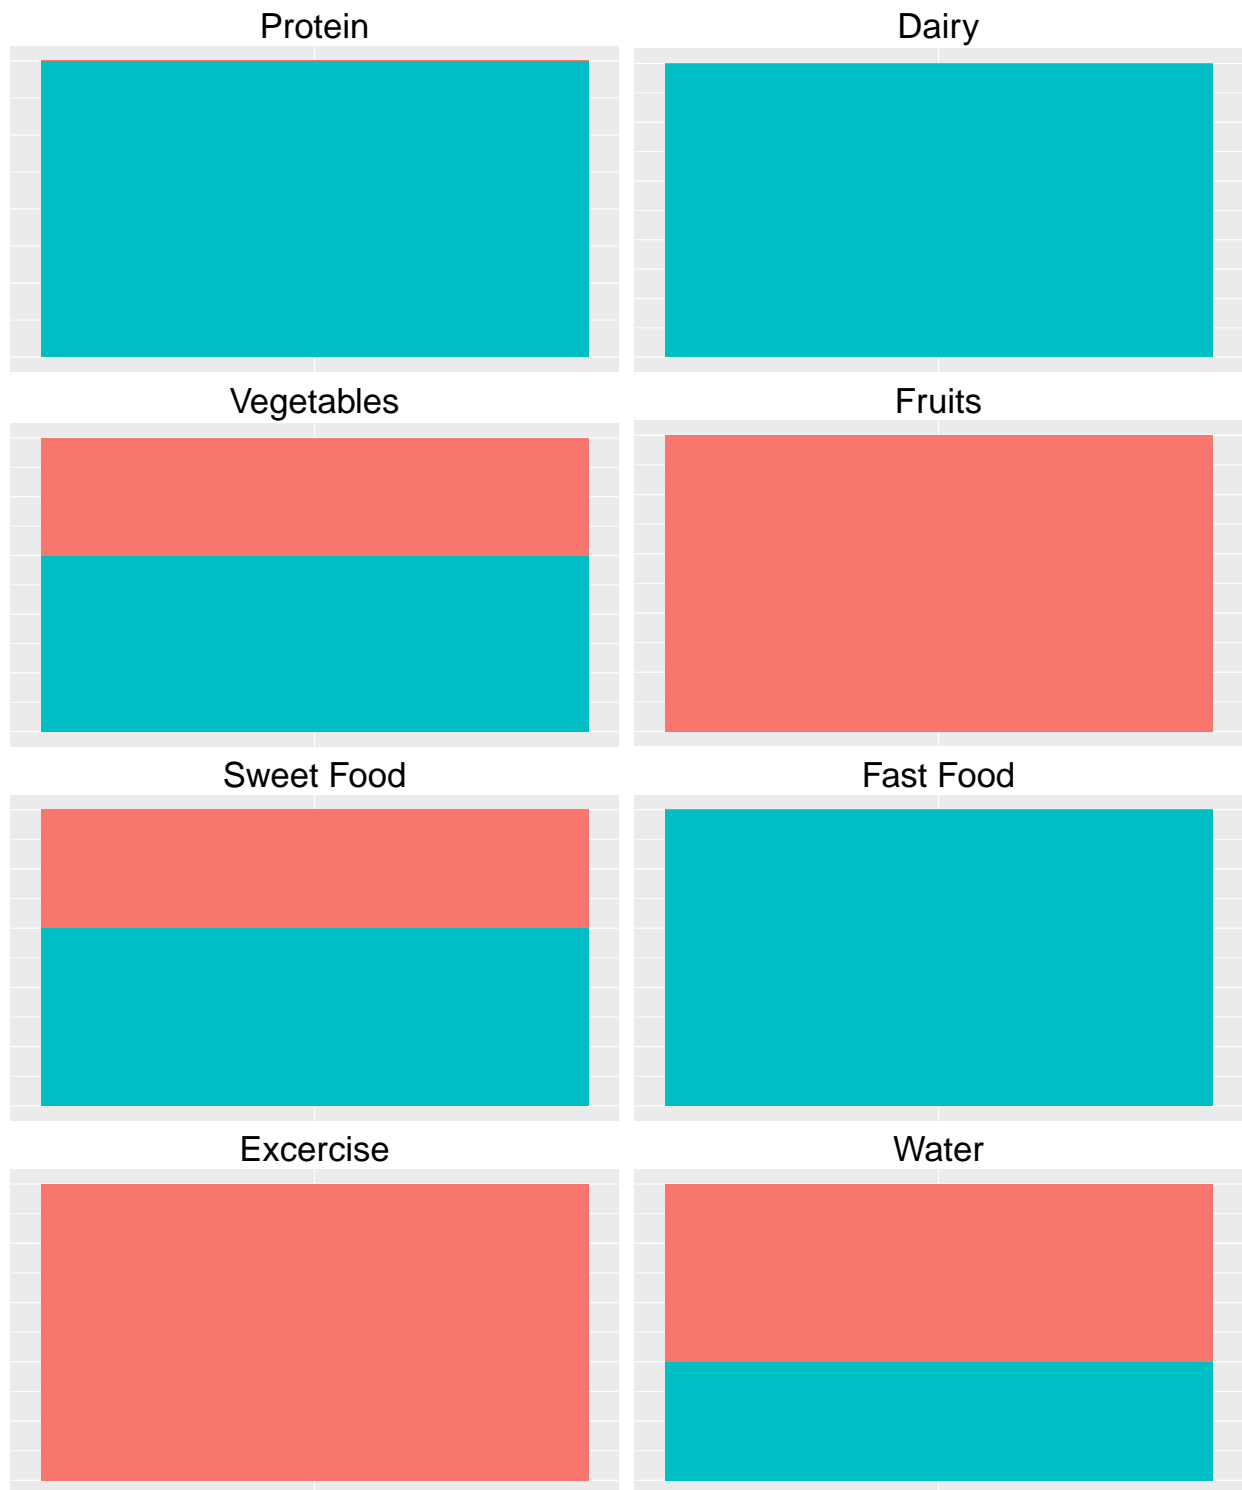 Protein
Dairy
Vegetables
Fruits
Sweet Food
Fast Food
Excercise
Water